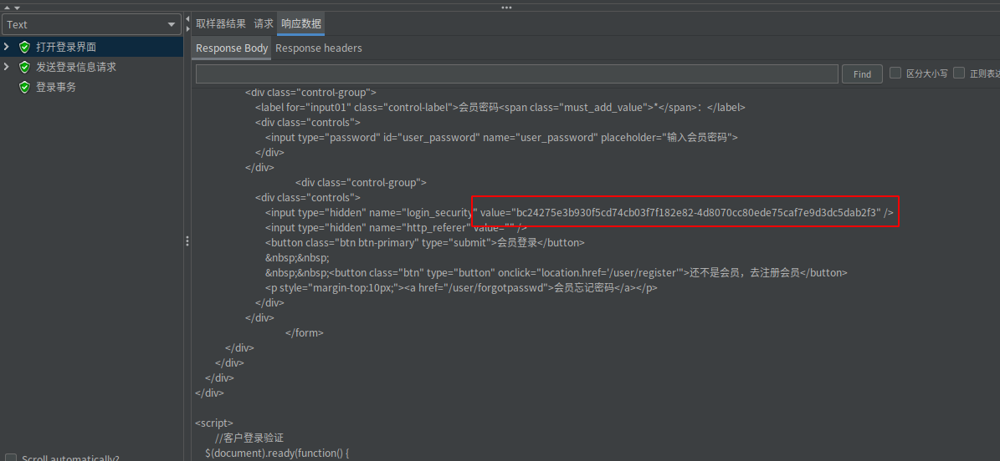 Text
打开登录界面
发送登录信息请求
登录事务
Scroll automatically?
取样器结果 请求 响应数据
Response Body Response headers
Find 区分大小写 正则表达
<div class="control-group">
<label for="input01" class="control-label">会员密码<span class="must_add_value">*</span>：</label>
<div class="controls">
<input type="password" id="user_password" name="user_password" placeholder="输入会员密码">
</div>
</div>
<div class="control-group">
<div class="controls">
<input type="hidden" name="login_security" value="bc24275e3b930f5cd74cb03f7f182e82-4d8070cc80ede75caf7e9d3dc5dab2f3" />
<input type="hidden" name="http_referer" value="" />
<button class="btn btn-primary" type="submit">会员登录</button>
&nbsp;&nbsp;
&nbsp;&nbsp;<button class="btn" type="button" onclick="location.href='/user/register'">还不是会员，去注册会员</button>
<p style="margin-top:10px;"><a href="/user/forgotpasswd">会员忘记密码</a></p>
</div>
</div>
</form>
</div>
</div>
</div>
</div>
<script>
//客户登录验证
$(document).ready(function() {